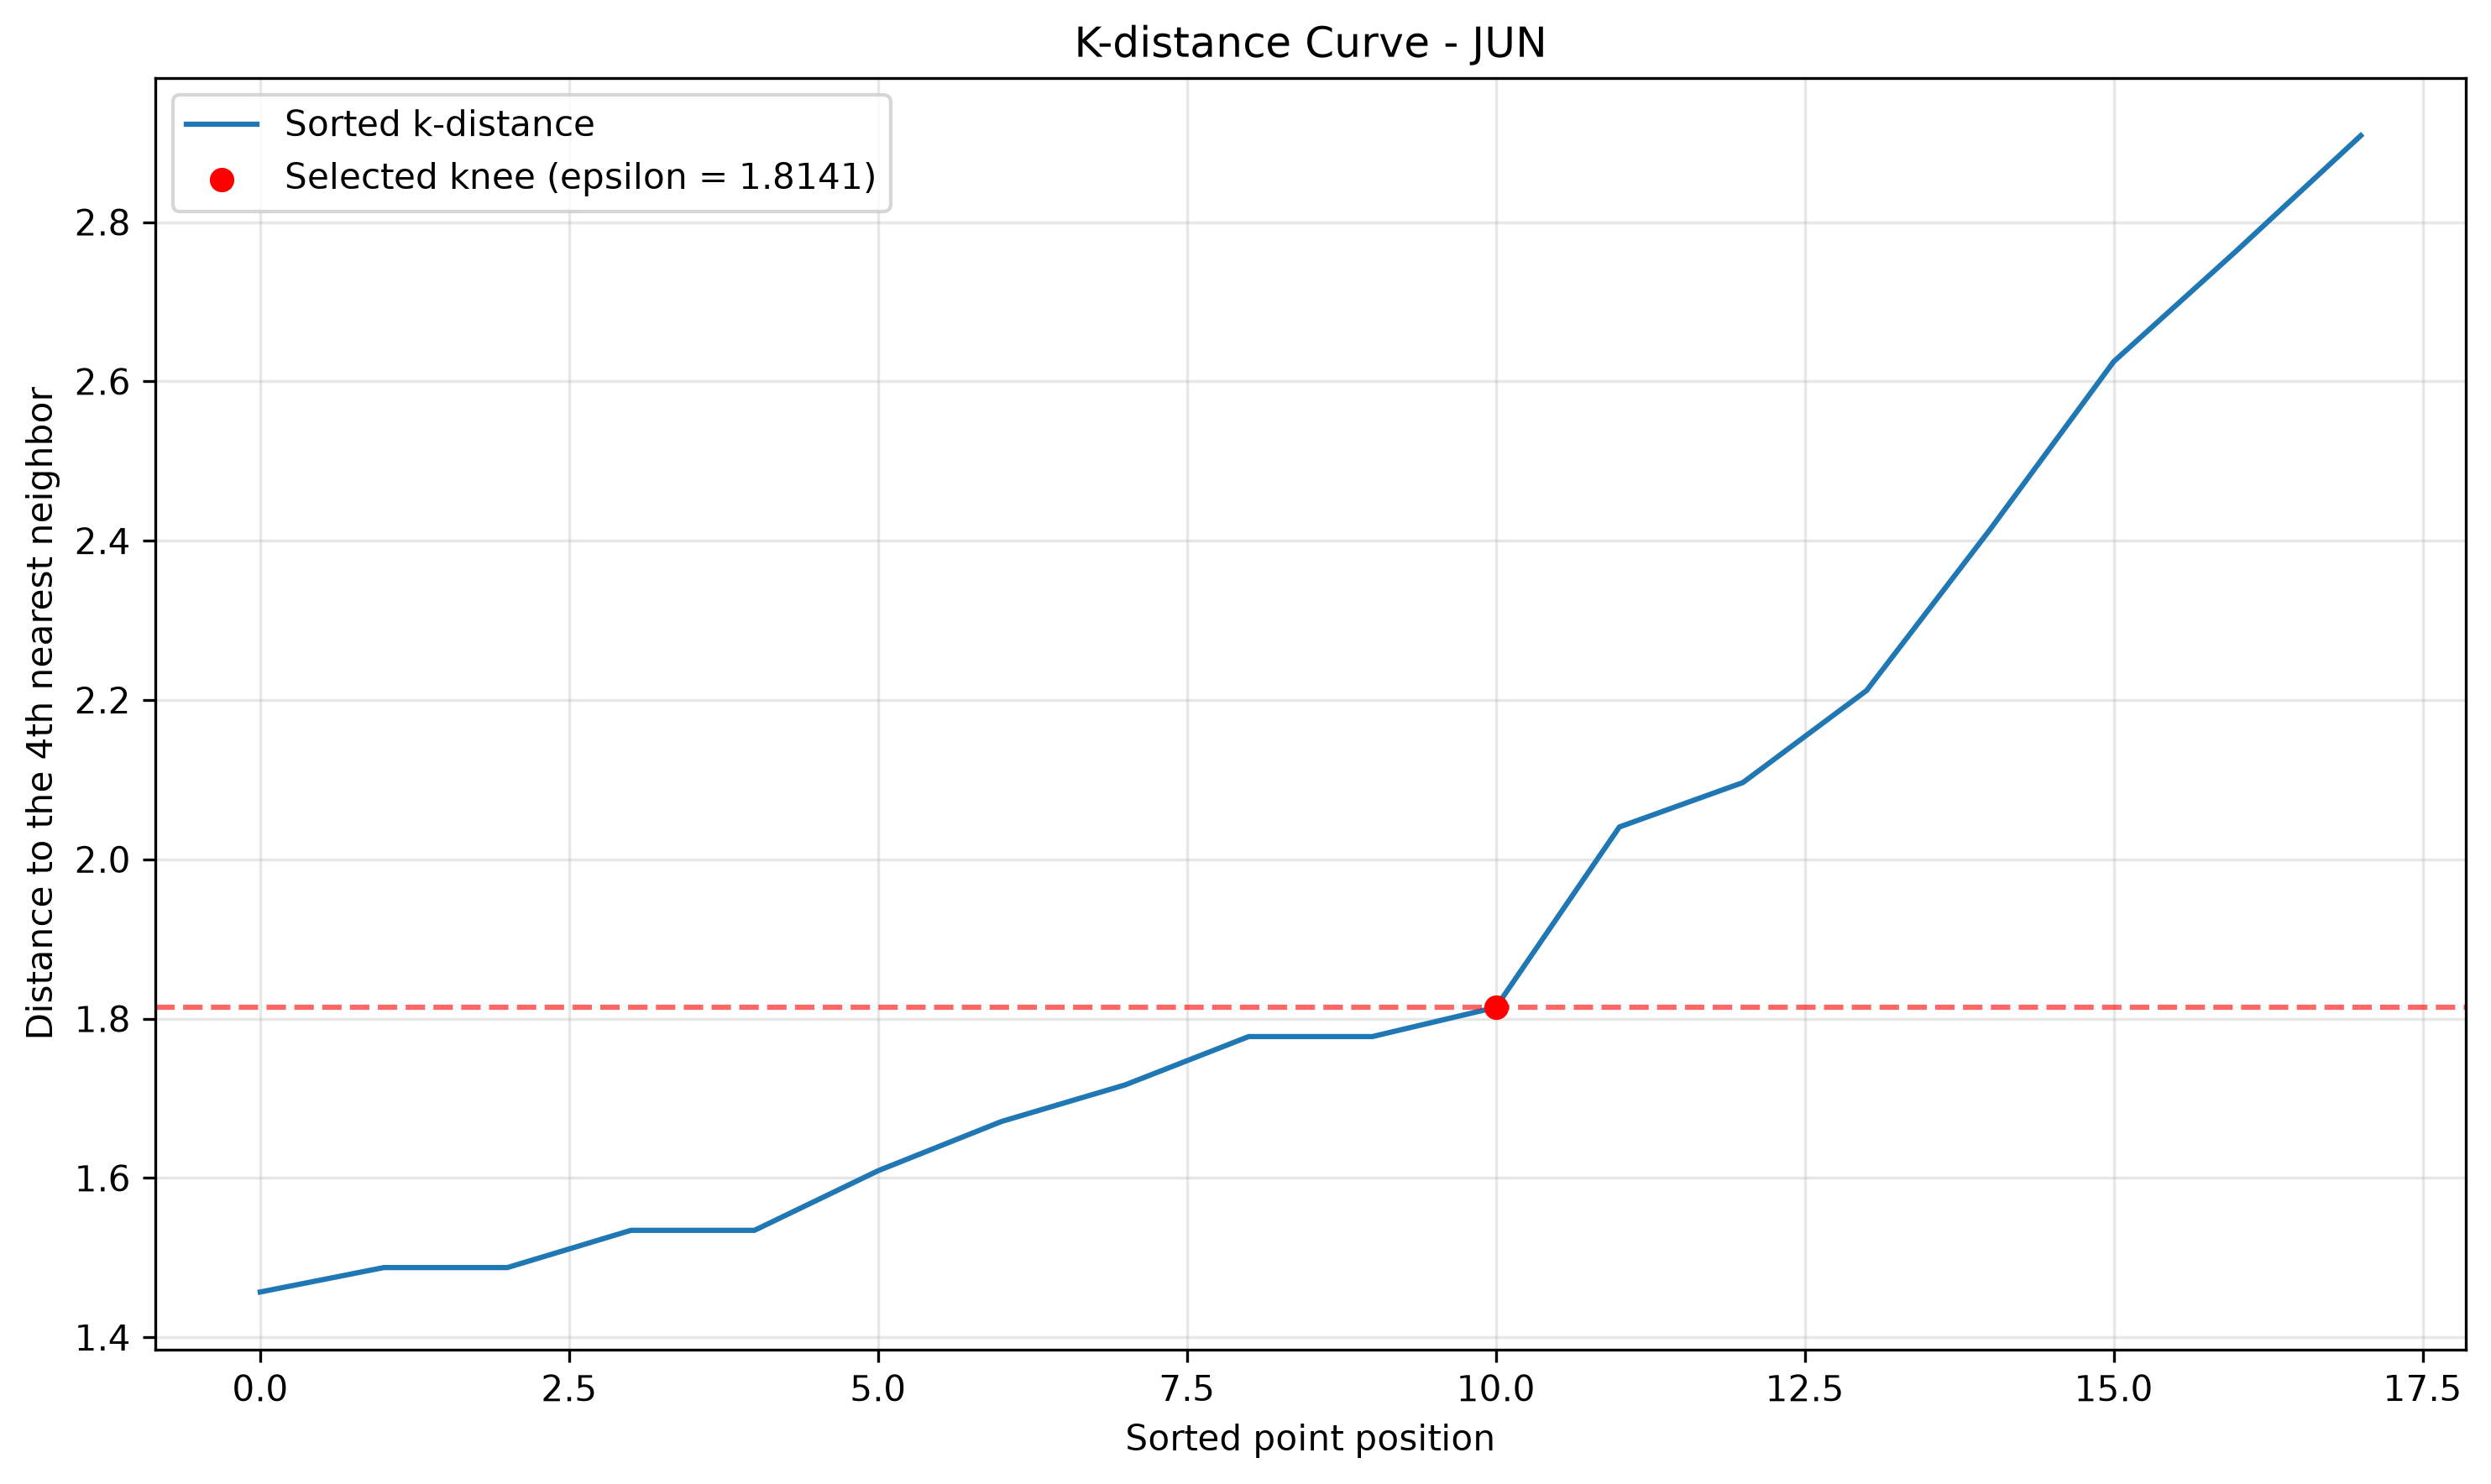 K-distance Curve - JUN
Sorted k-distance
Selected knee (epsilon = 1.8141)
Distance to the 4th nearest neighbor
2.8
2.6
2.4
2.2
2.0
1.8
1.6
1.4
0.0 2.5 5.0 7.5 10.0 12.5 15.0 17.5
Sorted point position